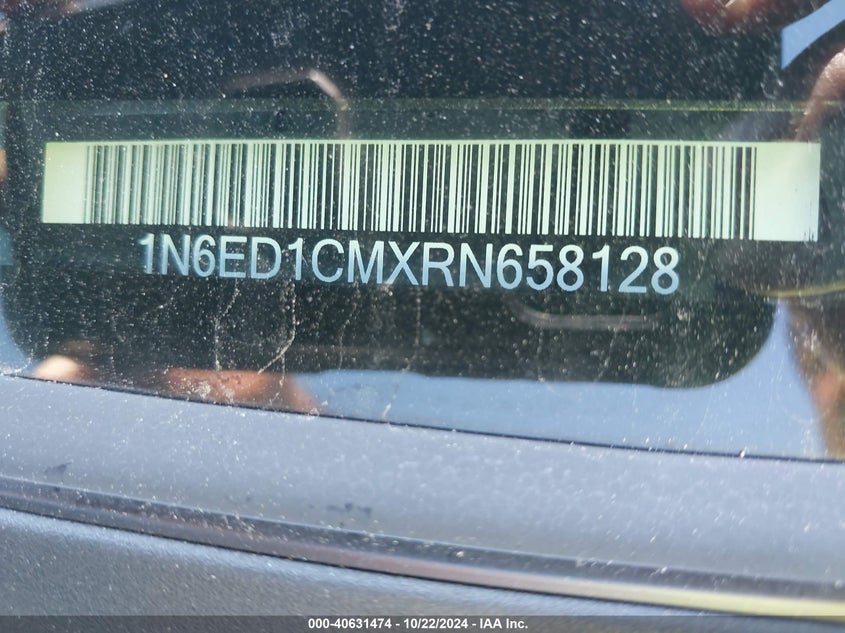 1N6ED1CMXRN658128
000-40631474 - 10/22/2024 - IAA Inc.